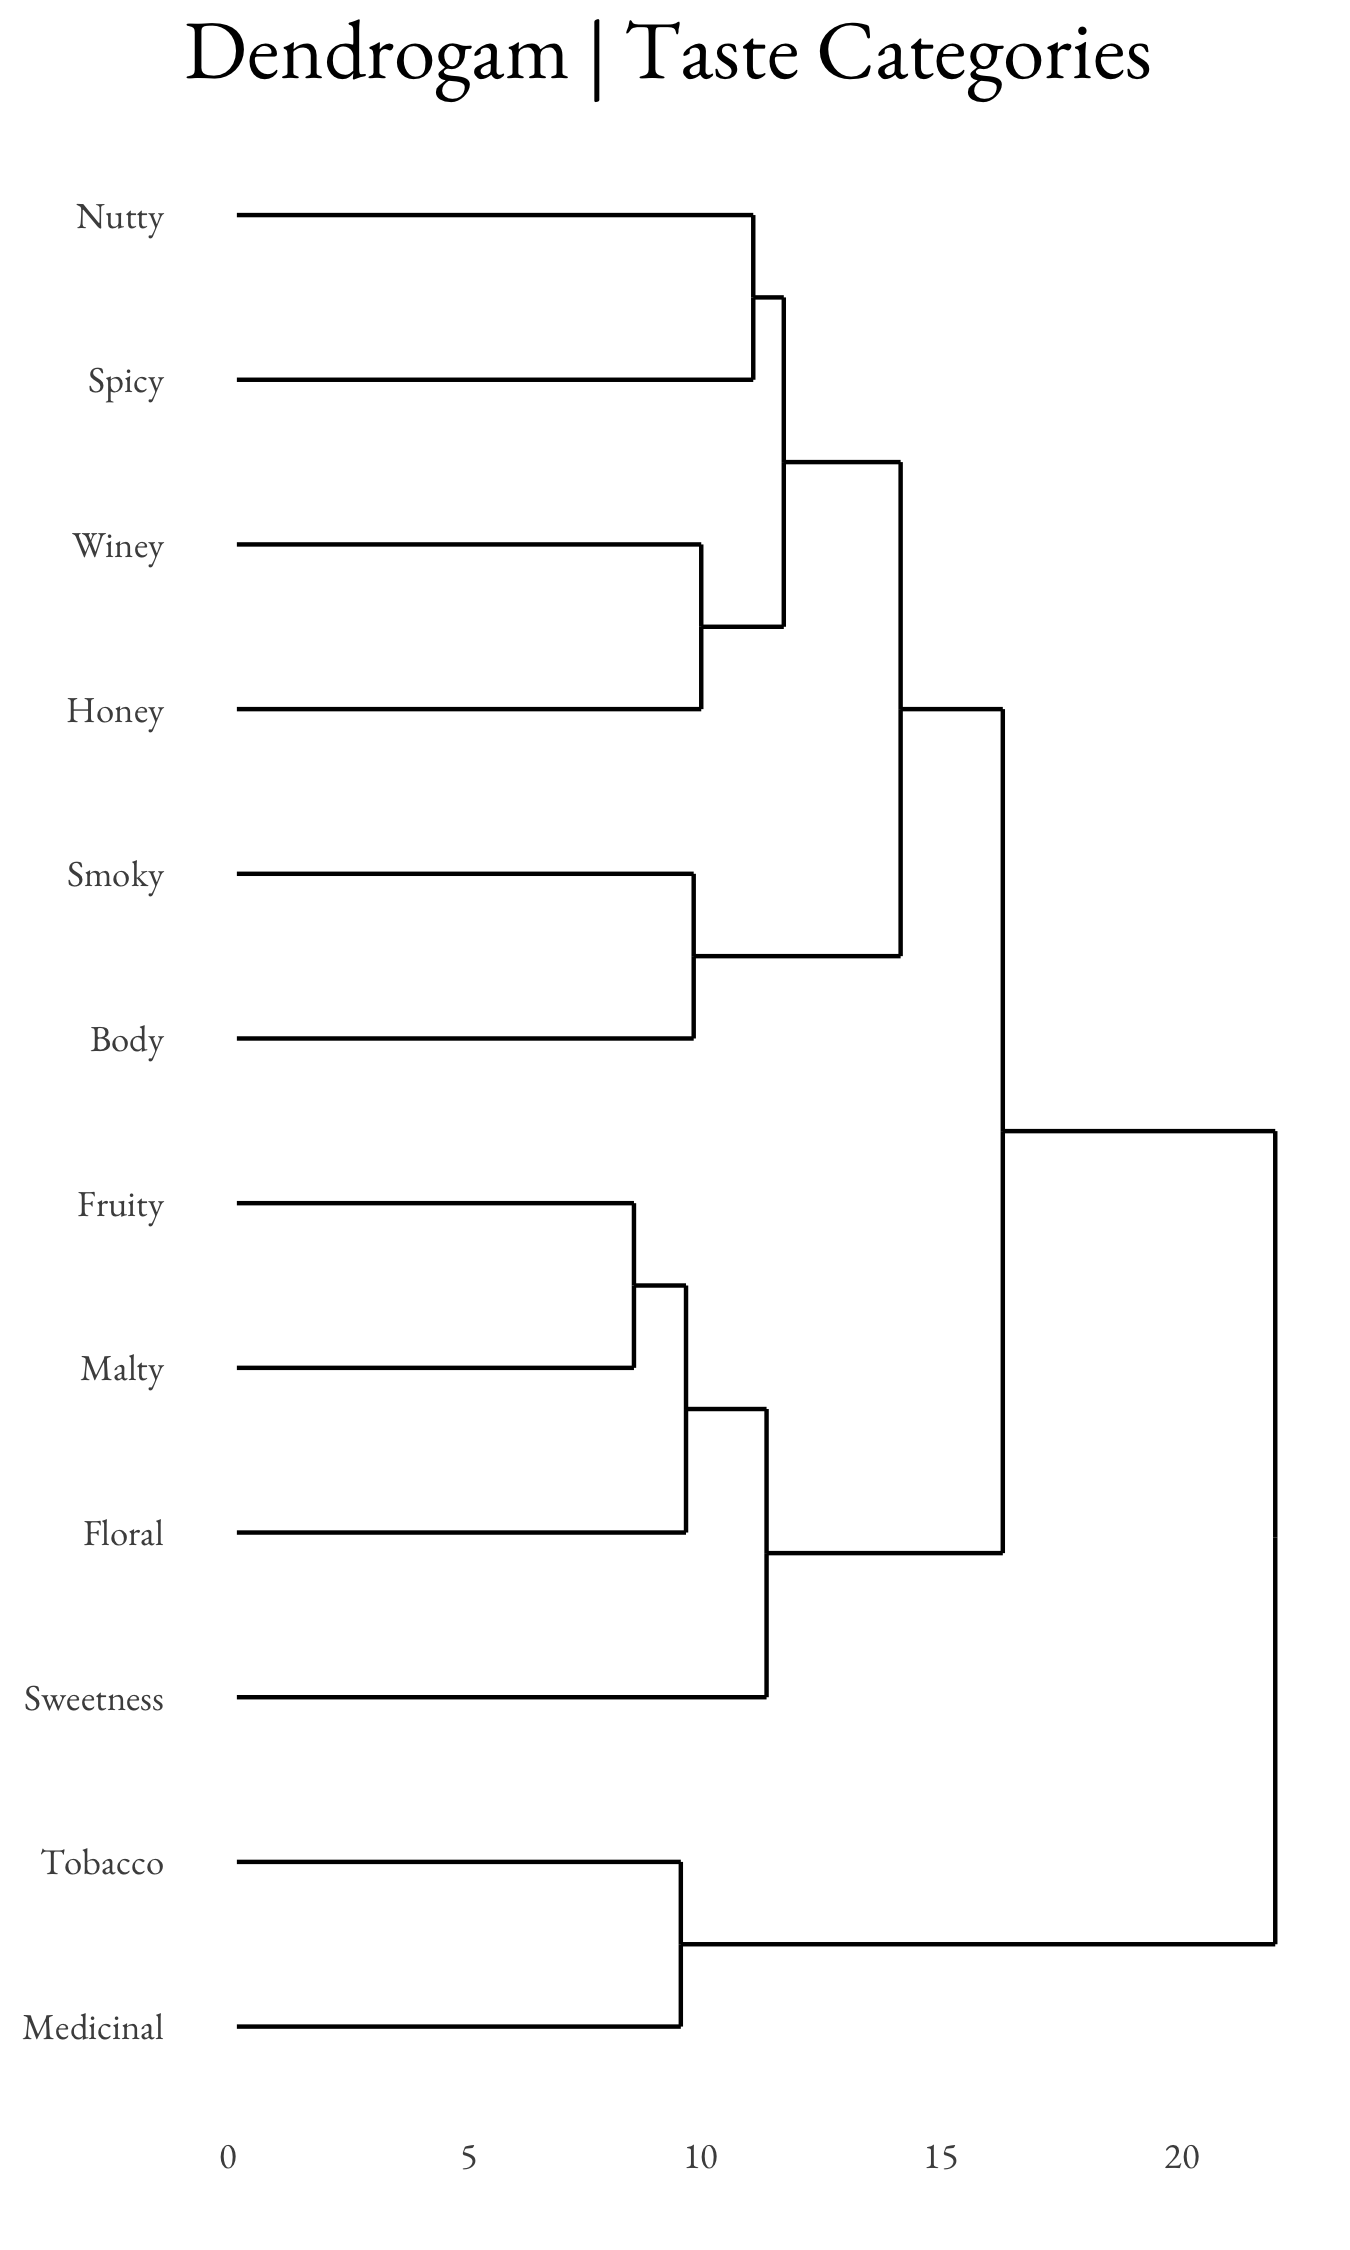 Dendrogam | Taste Categories
Nutty
Spicy
Winey
Honey
Smoky
Body
Fruity
Malty
Floral
Sweetness
Tobacco
Medicinal
0 5 10 15 20